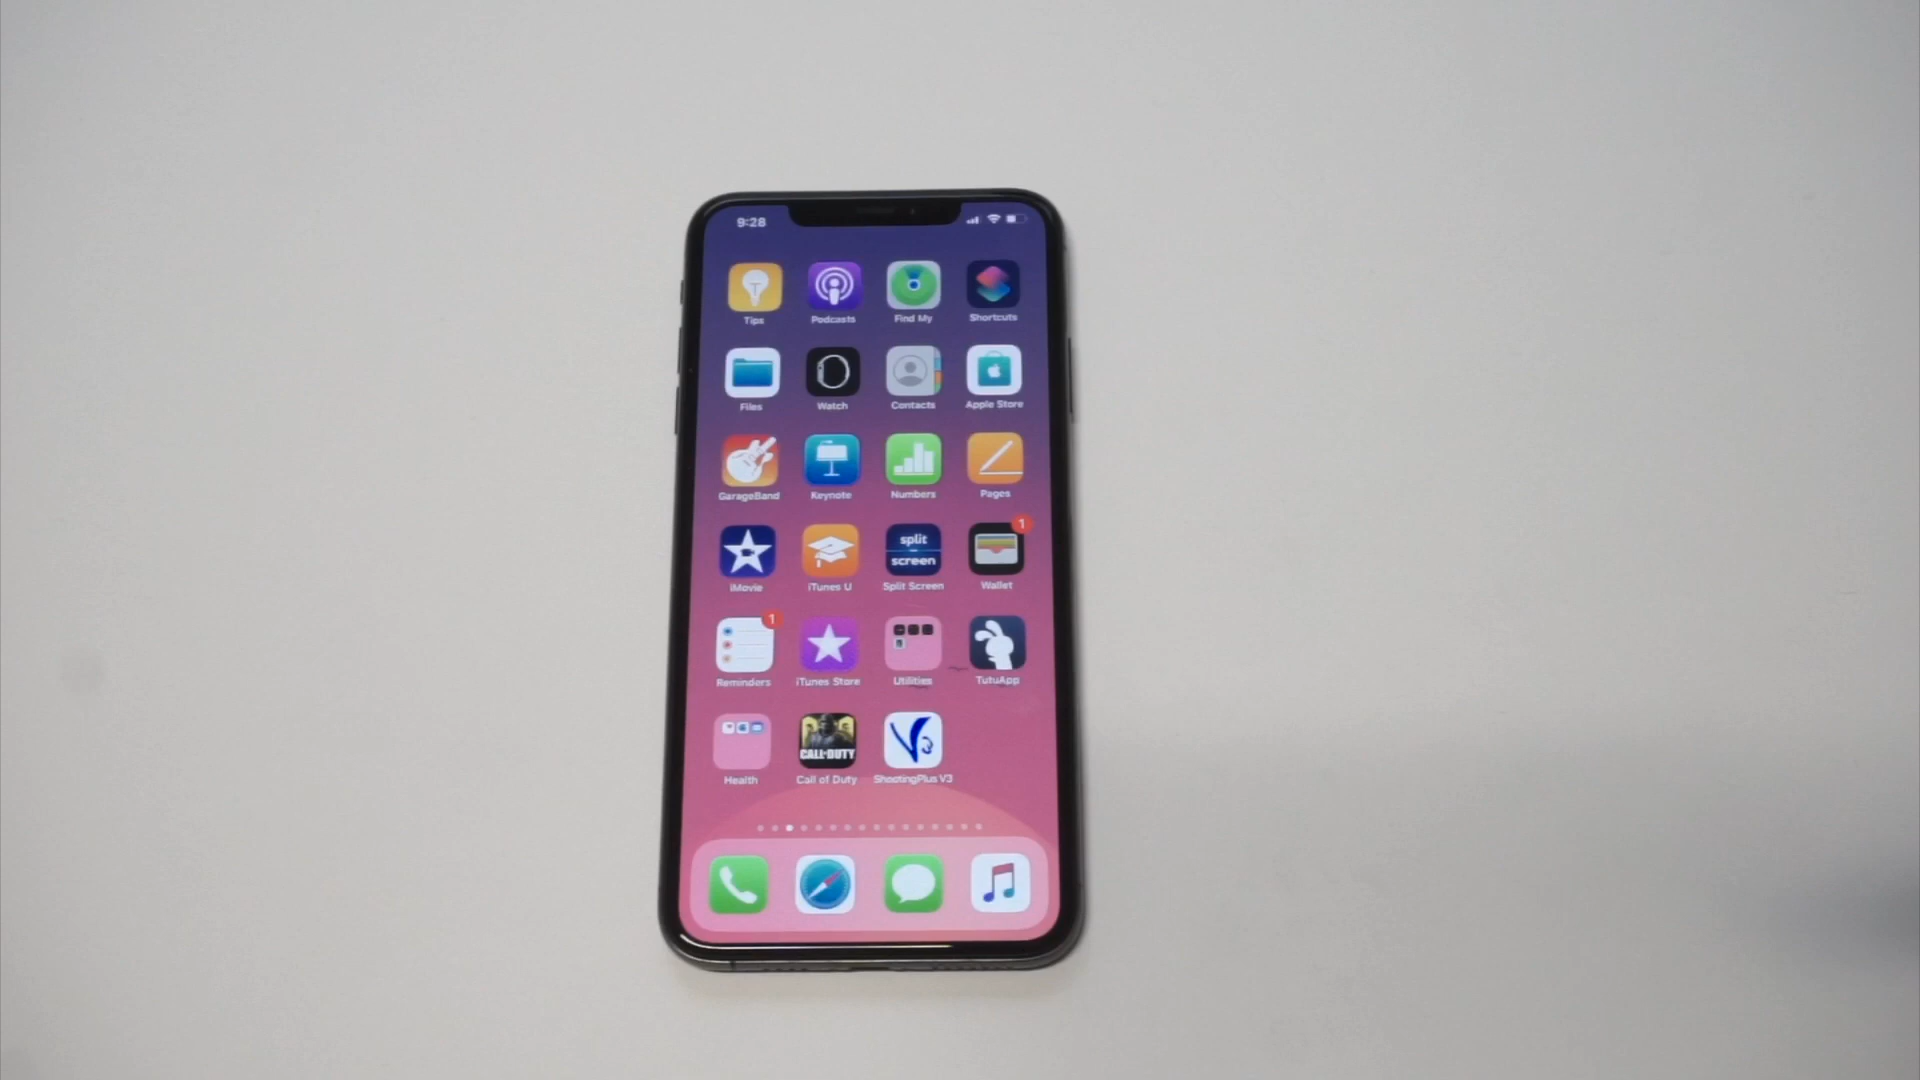 9:28
Tips Podcasts Find My Shortcuts
Files Watch Contacts Apple Store
GarageBand Keynote Numbers Pages
split
screen
1
iMovie iTunes U Split Screen Wallet
1
Reminders iTunes Store Utilities TutuApp
CALL OF DUTY
V3
Health Call of Duty ShootingPlus V3